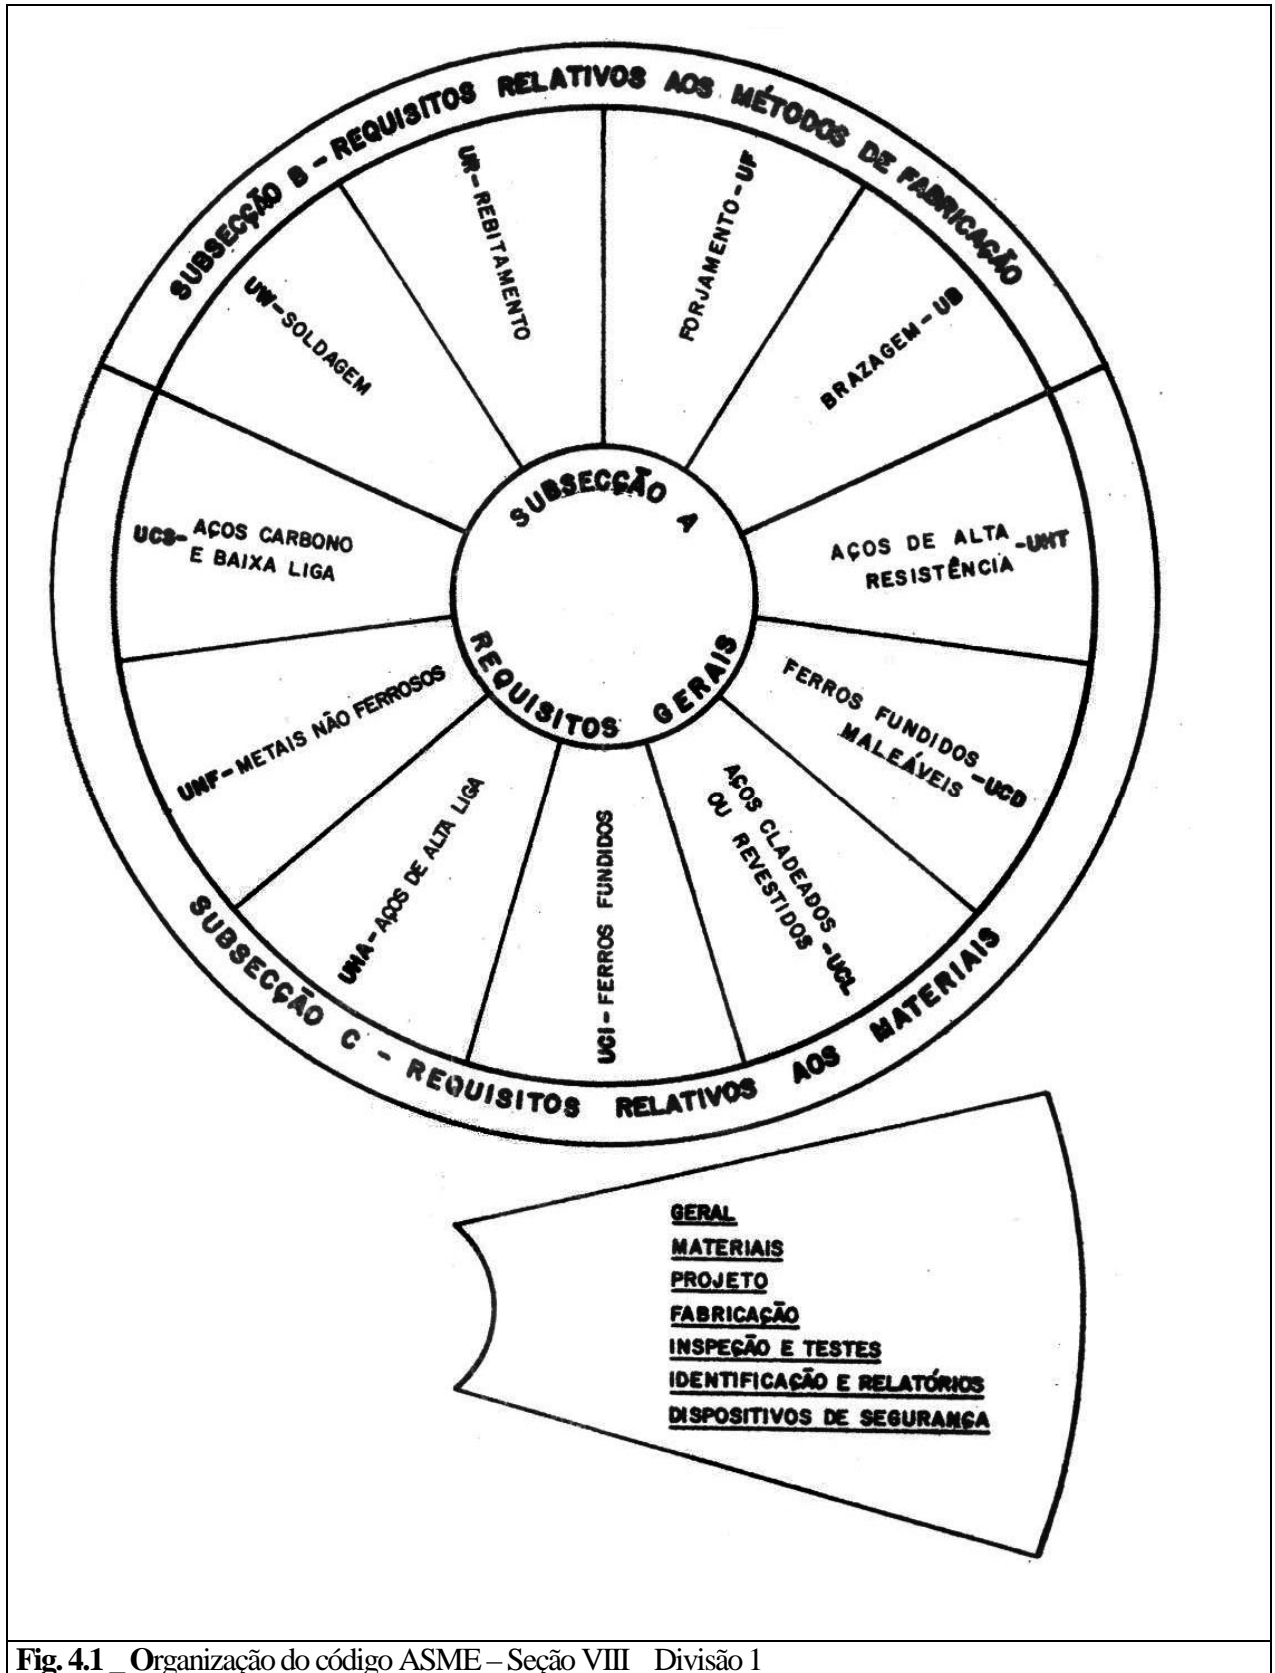 SUBSECÇÃO B - REQUISITOS RELATIVOS AOS MÉTODOS DE FABRICAÇÃO
UW-SOLDAGEM
UR-REBITAMENTO
FORJAMENTO-UF
BRAZAGEM-UB
SUBSECÇÃO A
REQUISITOS GERAIS
UCS- AÇOS CARBONO
E BAIXA LIGA
AÇOS DE ALTA
RESISTÊNCIA -UHT
UNF-METAIS NÃO FERROSOS
FERROS FUNDIDOS
MALEÁVEIS -UCD
UHA-AÇOS DE ALTA LIGA
UCI-FERROS FUNDIDOS
AÇOS CLADEADOS
OU REVESTIDOS -UCL
SUBSECÇÃO C - REQUISITOS RELATIVOS AOS MATERIAIS
GERAL
MATERIAIS
PROJETO
FABRICAÇÃO
INSPEÇÃO E TESTES
IDENTIFICAÇÃO E RELATÓRIOS
DISPOSITIVOS DE SEGURANÇA
Fig. 4.1 _ Organização do código ASME – Seção VIII Divisão 1